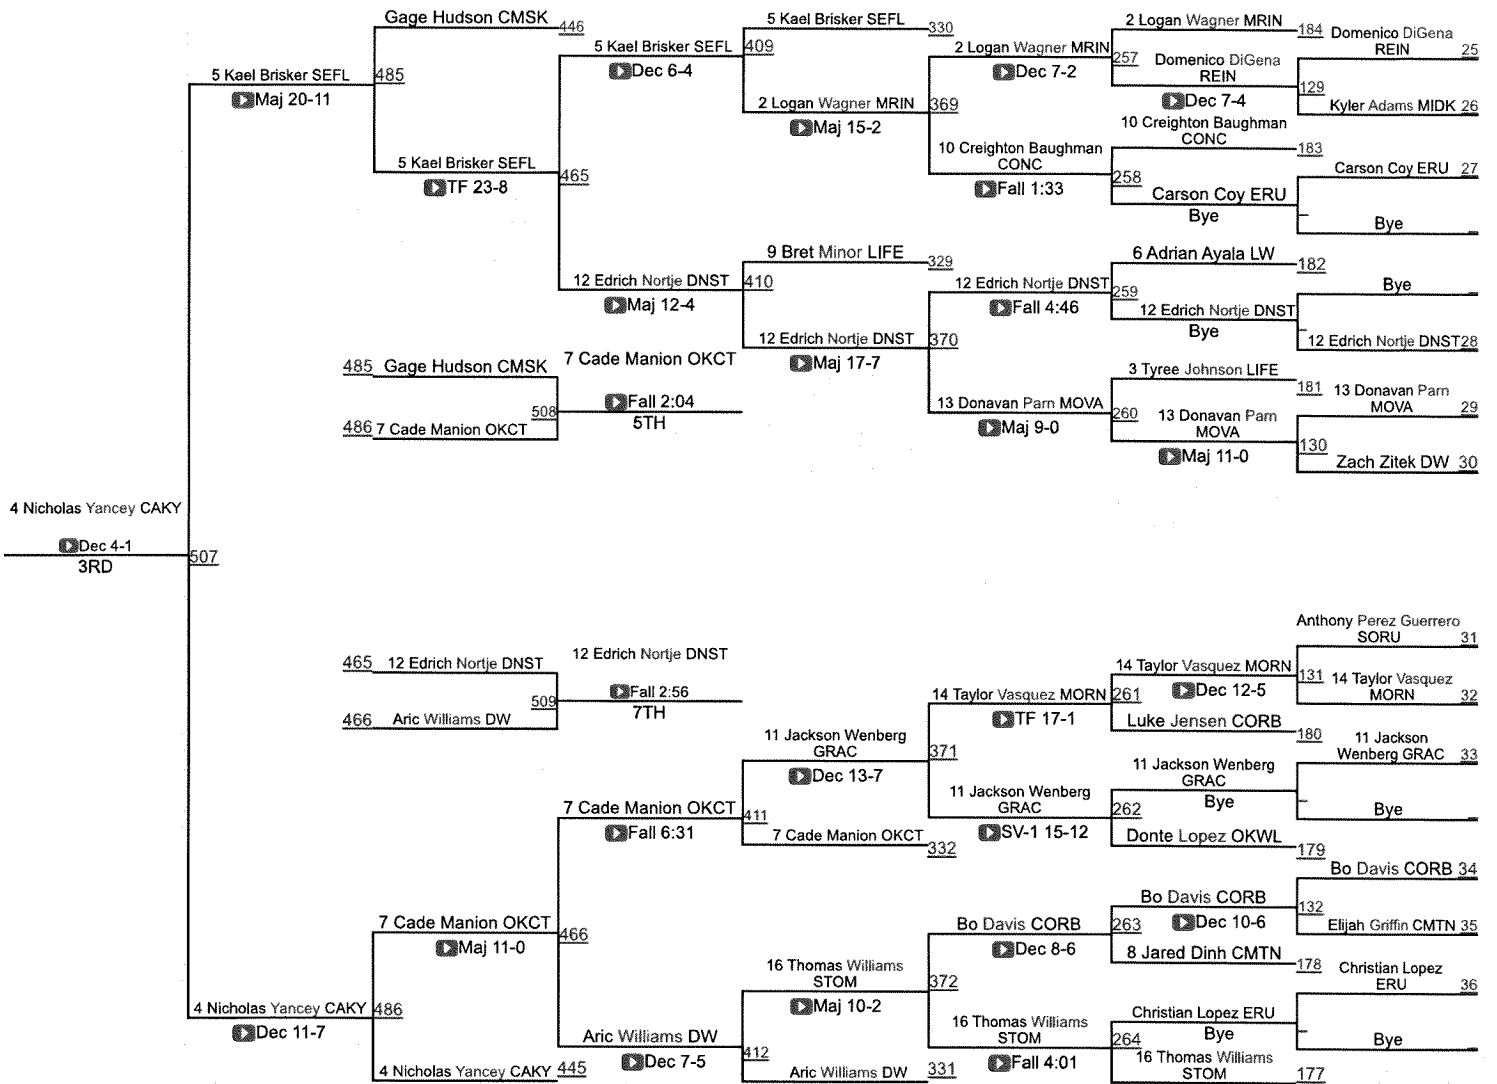 Gage Hudson CMSK
446
5 Kael Brisker SEFL
485
Maj 20-11
5 Kael Brisker SEFL
TF 23-8
465
5 Kael Brisker SEFL
409
Dec 6-4
5 Kael Brisker SEFL
330
2 Logan Wagner MRIN
369
Maj 15-2
2 Logan Wagner MRIN
257
Dec 7-2
2 Logan Wagner MRIN
184
Domenico DiGena
REIN
129
Dec 7-4
Domenico DiGena
REIN
25
Kyler Adams MIDK
26
10 Creighton Baughman
CONC
258
Fall 1:33
10 Creighton Baughman
CONC
183
Carson Coy ERU
Bye
Carson Coy ERU
27
Bye
12 Edrich Nortje DNST
410
Maj 12-4
9 Bret Minor LIFE
329
12 Edrich Nortje DNST
370
Maj 17-7
12 Edrich Nortje DNST
259
Fall 4:46
6 Adrian Ayala LW
182
12 Edrich Nortje DNST
Bye
Bye
12 Edrich Nortje DNST
28
13 Donavan Parn MOVA
260
Maj 9-0
3 Tyree Johnson LIFE
181
13 Donavan Parn
MOVA
130
Maj 11-0
13 Donavan Parn
MOVA
29
Zach Zitek DW
30
485
Gage Hudson CMSK
486
7 Cade Manion OKCT
508
7 Cade Manion OKCT
Fall 2:04
5TH
4 Nicholas Yancey CAKY
Dec 4-1
3RD
507
465
12 Edrich Nortje DNST
466
Aric Williams DW
509
12 Edrich Nortje DNST
Fall 2:56
7TH
4 Nicholas Yancey CAKY
486
Dec 11-7
7 Cade Manion OKCT
466
Maj 11-0
4 Nicholas Yancey CAKY
445
7 Cade Manion OKCT
411
Fall 6:31
11 Jackson Wenberg
GRAC
371
Dec 13-7
7 Cade Manion OKCT
332
14 Taylor Vasquez MORN
261
TF 17-1
14 Taylor Vasquez MORN
131
Dec 12-5
Anthony Perez Guerrero
SORU
31
14 Taylor Vasquez
MORN
32
Luke Jensen CORB
180
11 Jackson Wenberg
GRAC
262
SV-1 15-12
11 Jackson Wenberg
GRAC
Bye
11 Jackson
Wenberg GRAC
33
Bye
Donte Lopez OKWL
179
Aric Williams DW
412
Dec 7-5
16 Thomas Williams
STOM
372
Maj 10-2
Aric Williams DW
331
Bo Davis CORB
263
Dec 8-6
Bo Davis CORB
132
Dec 10-6
Bo Davis CORB
34
Elijah Griffin CMTN
35
8 Jared Dinh CMTN
178
16 Thomas Williams
STOM
264
Fall 4:01
Christian Lopez ERU
Bye
Christian Lopez
ERU
36
Bye
16 Thomas Williams
STOM
177